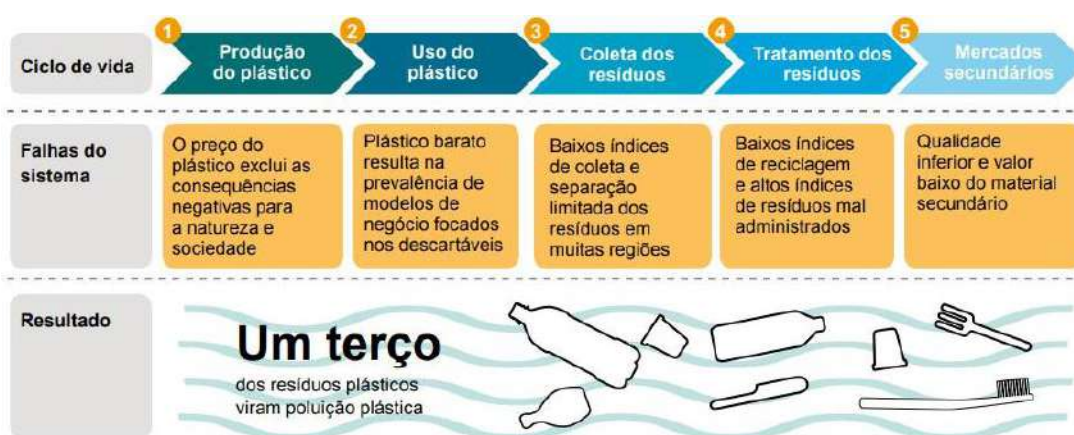 1
2
3
4
5
Ciclo de vida
Produção
do plástico
Uso do
plástico
Coleta dos
resíduos
Tratamento dos
resíduos
Mercados
secundários
Falhas do
sistema
O preço do
plástico exclui as
consequências
negativas para
a natureza e
sociedade
Plástico barato
resulta na
prevalência de
modelos de
negócio focados
nos descartáveis
Baixos índices
de coleta e
separação
limitada dos
resíduos em
muitas regiões
Baixos índices
de reciclagem
e altos índices
de resíduos mal
administrados
Qualidade
inferior e valor
baixo do material
secundário
Resultado
Um terço
dos resíduos plásticos
viram poluição plástica